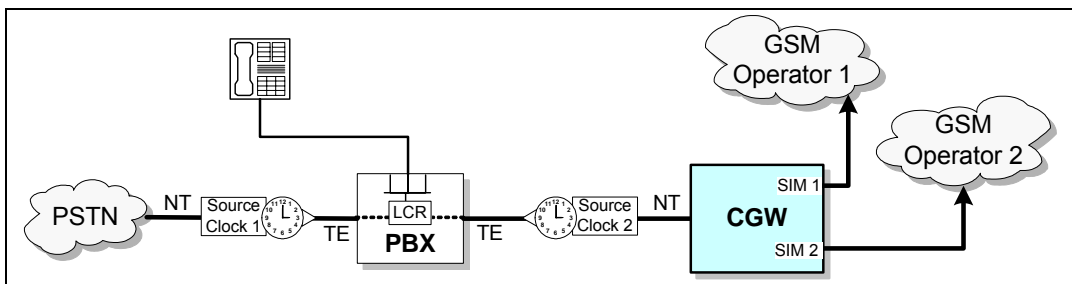 GSM
Operator 1
GSM
Operator 2
PSTN
NT
Source
Clock 1
TE
LCR
PBX
TE
Source
Clock 2
NT
CGW
SIM 1
SIM 2